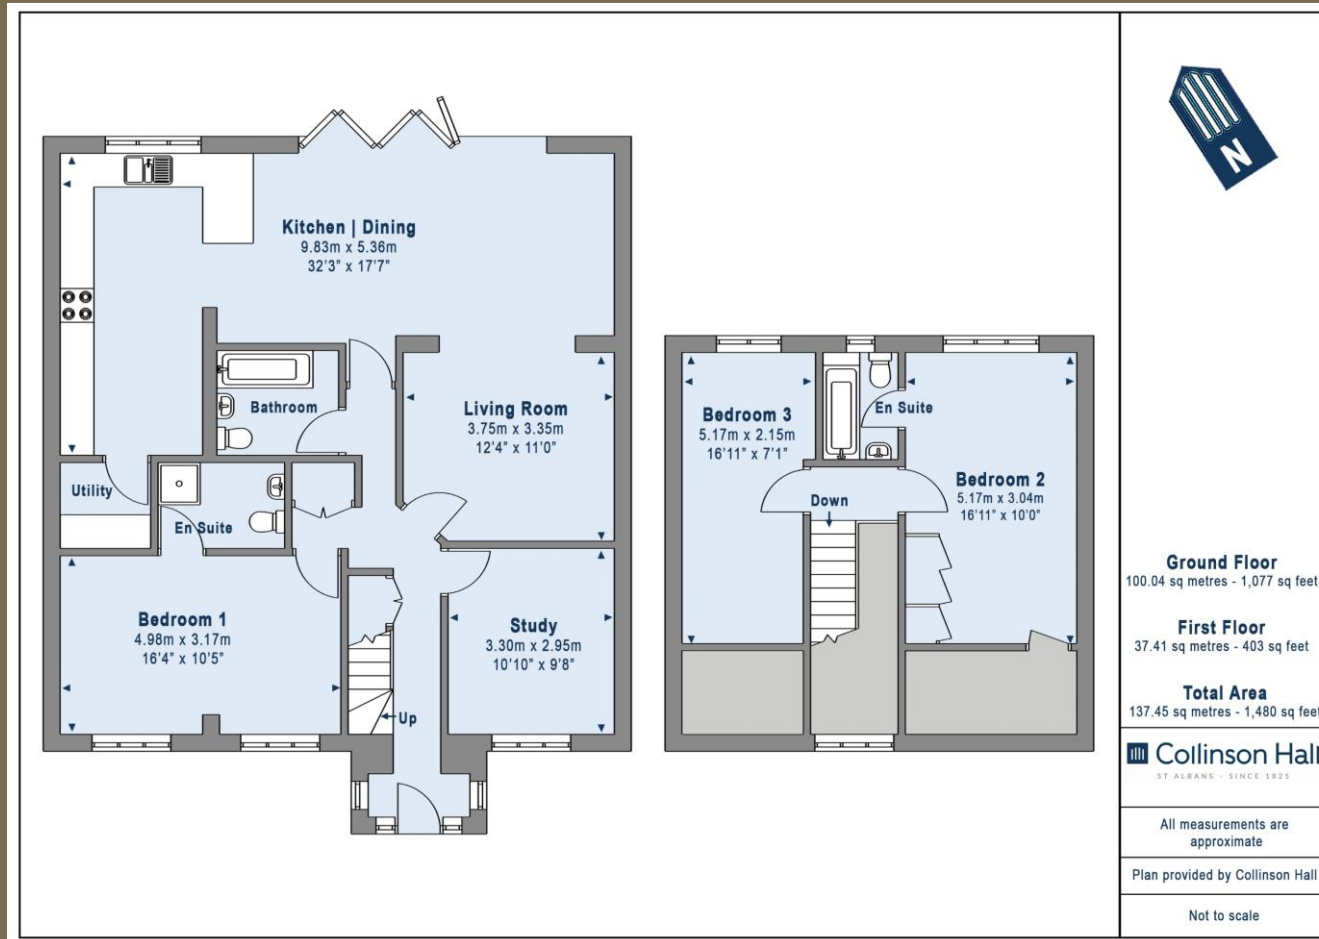 Kitchen | Dining
9.83m x 5.36m
32'3" x 17'7"
Bathroom
Living Room
3.75m x 3.35m
12'4" x 11'0"
Utility
En Suite
Bedroom 1
4.98m x 3.17m
16'4" x 10'5"
Study
3.30m x 2.95m
10'10" x 9'8"
Up
Bedroom 3
5.17m x 2.15m
16'11" x 7'1"
En Suite
Bedroom 2
5.17m x 3.04m
16'11" x 10'0"
Down
N
Ground Floor
100.04 sq metres - 1,077 sq feet
First Floor
37.41 sq metres - 403 sq feet
Total Area
137.45 sq metres - 1,480 sq feet
Collinson Hall
ST ALBANS - SINCE 1825
All measurements are
approximate
Plan provided by Collinson Hall
Not to scale